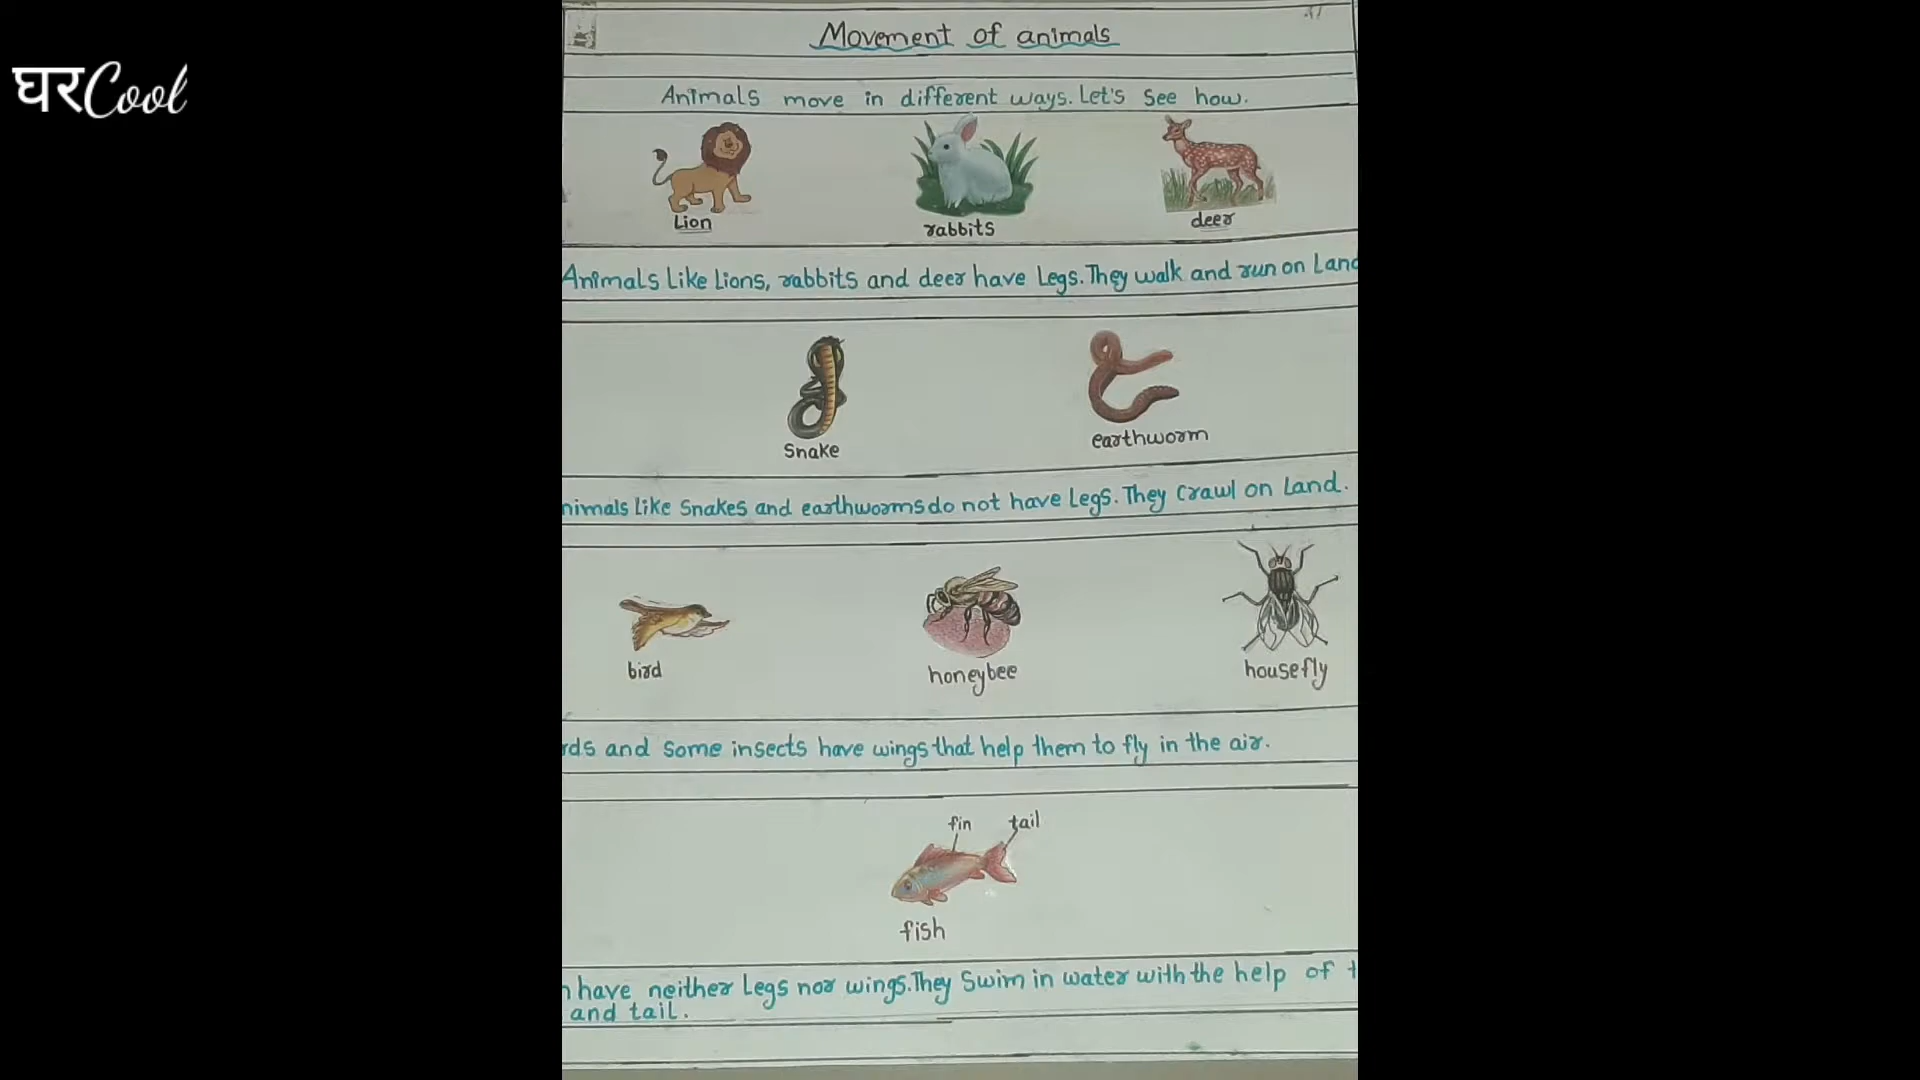 घरCool
Movement of animals
Animals move in different ways. Let's See how.
Lion
rabbits
deer
Animals Like Lions, rabbits and deer have Legs. They walk and run on Land
Snake
earthworm
nimals Like Snakes and earthworms do not have Legs. They Crawl on Land.
bird
honeybee
housefly
rds and Some insects have wings that help them to fly in the air.
fin
tail
fish
h have neither Legs nor wings. They Swim in water with the help of t
and tail.